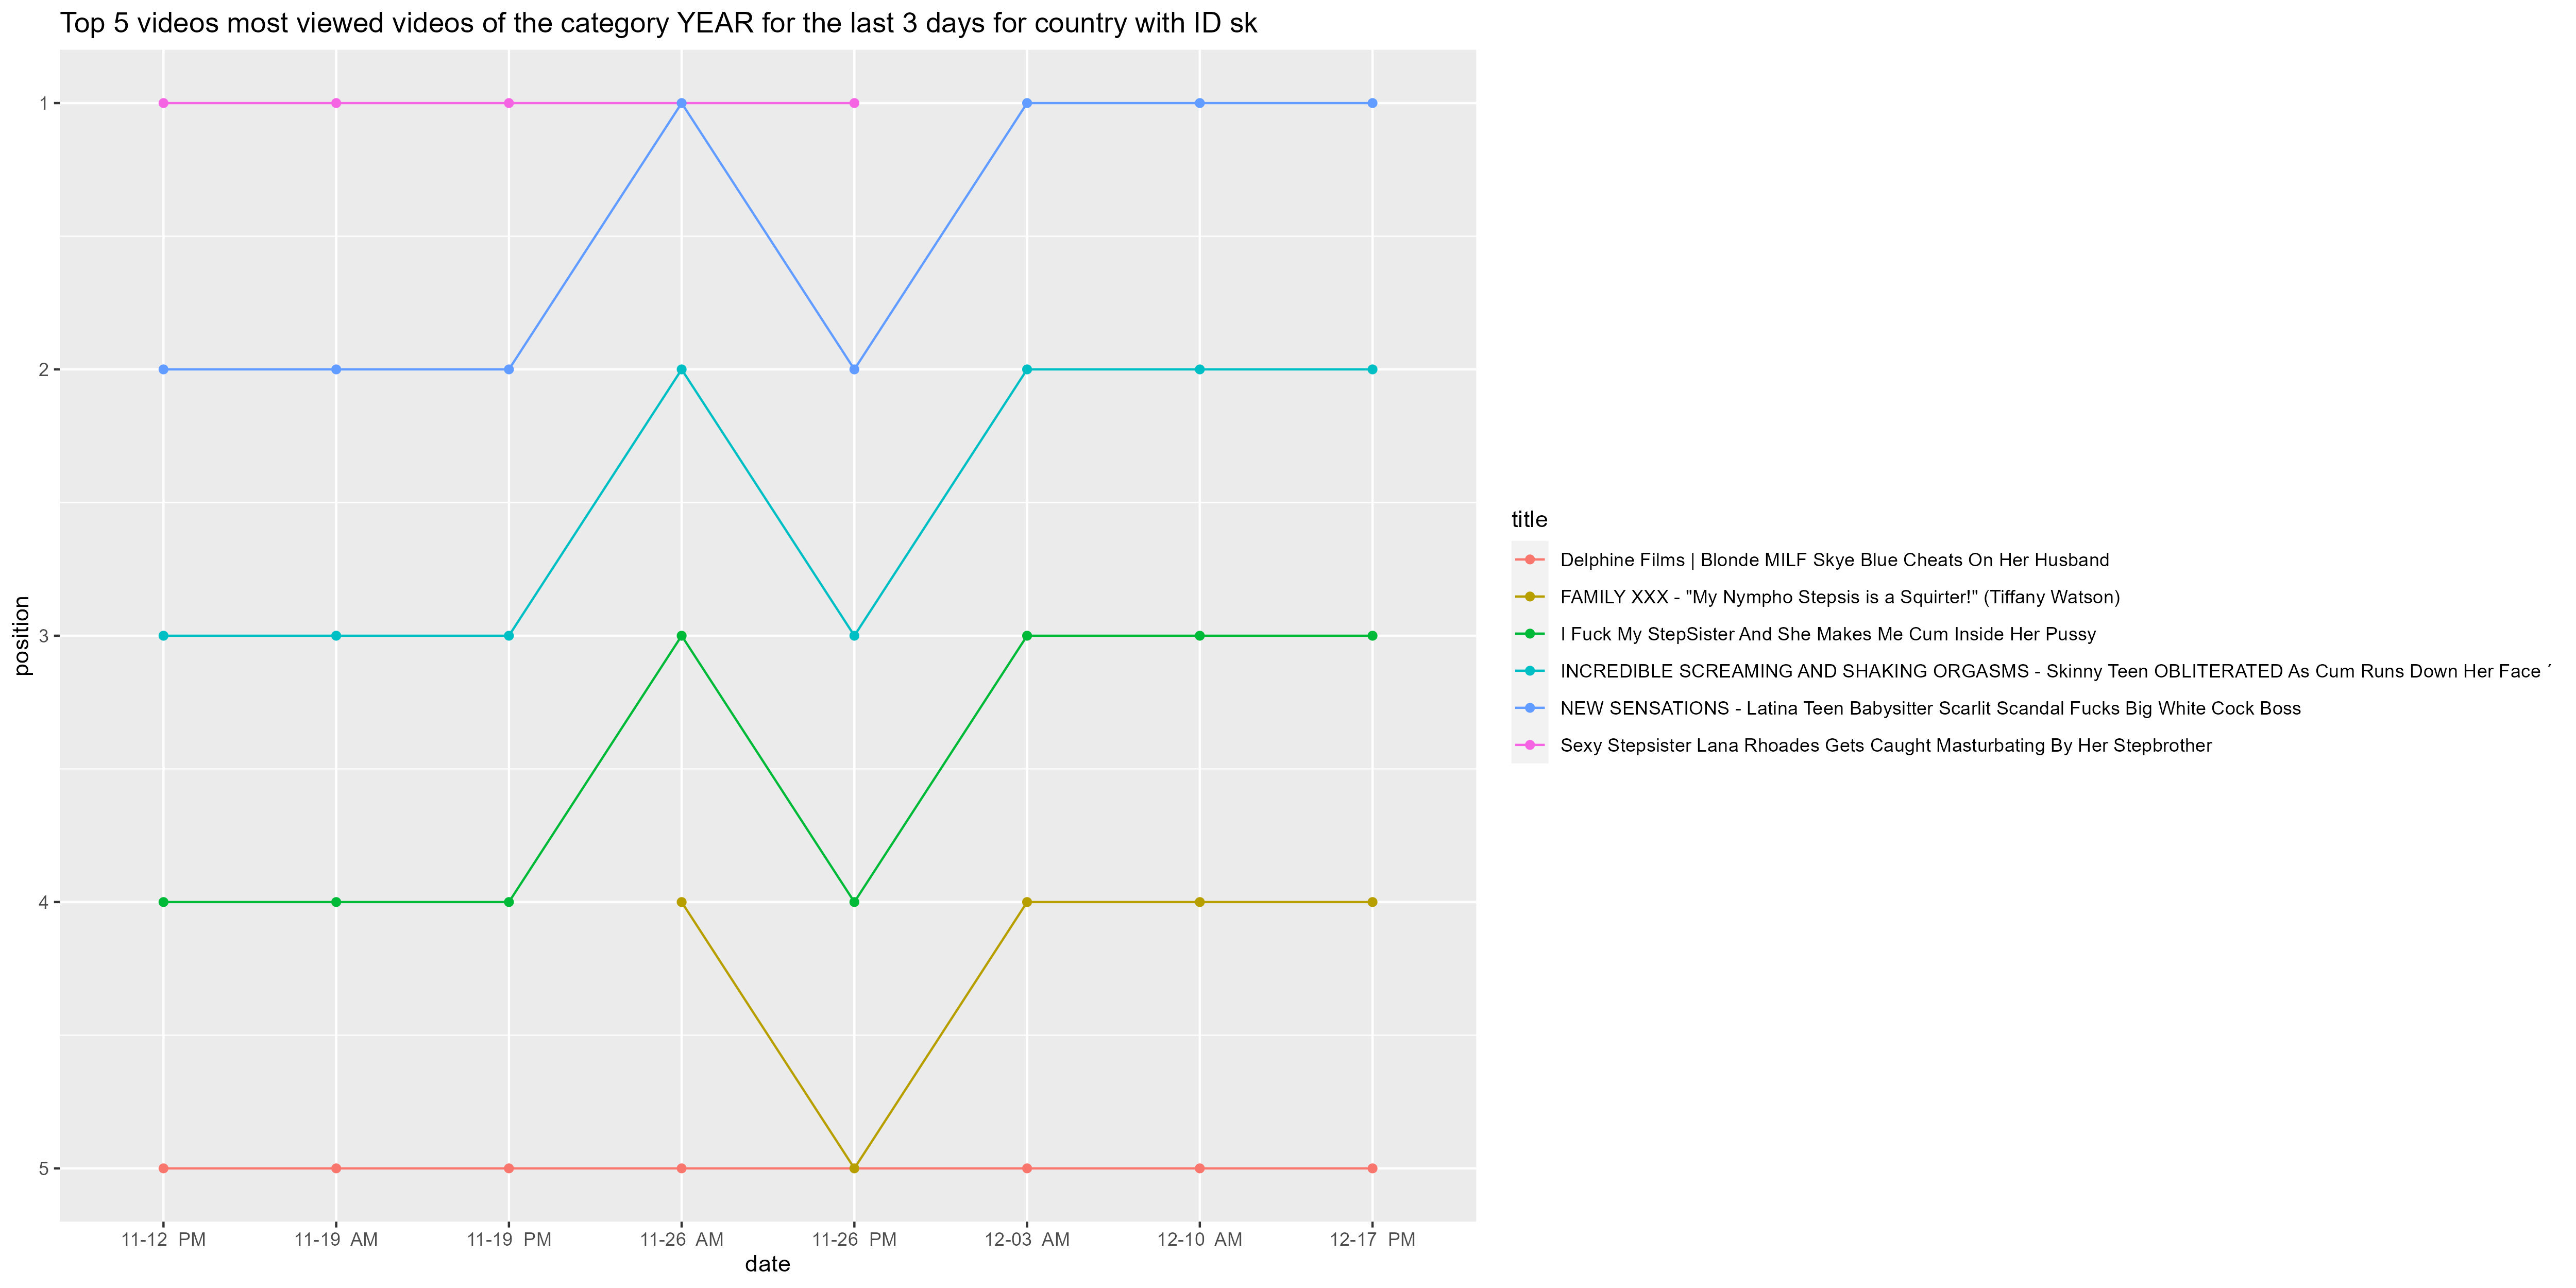 Top 5 videos most viewed videos of the category YEAR for the last 3 days for country with ID sk
position
1
2
3
4
5
11-12 PM
11-19 AM
11-19 PM
11-26 AM
11-26 PM
12-03 AM
12-10 AM
12-17 PM
date
title
Delphine Films | Blonde MILF Skye Blue Cheats On Her Husband
FAMILY XXX - "My Nympho Stepsis is a Squirter!" (Tiffany Watson)
I Fuck My StepSister And She Makes Me Cum Inside Her Pussy
INCREDIBLE SCREAMING AND SHAKING ORGASMS - Skinny Teen OBLITERATED As Cum Runs Down Her Face
NEW SENSATIONS - Latina Teen Babysitter Scarlit Scandal Fucks Big White Cock Boss
Sexy Stepsister Lana Rhoades Gets Caught Masturbating By Her Stepbrother